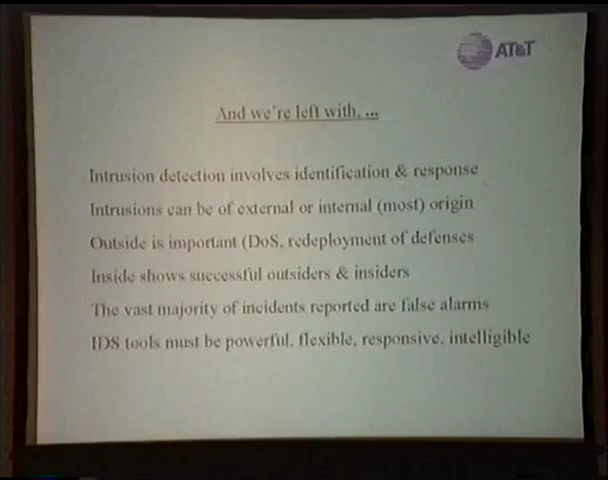 AT&T
And we're left with, ...
Intrusion detection involves identification & response
Intrusions can be of external or internal (most) origin
Outside is important (DoS, redeployment of defenses
Inside shows successful outsiders & insiders
The vast majority of incidents reported are false alarms
IDS tools must be powerful, flexible, responsive, intelligible